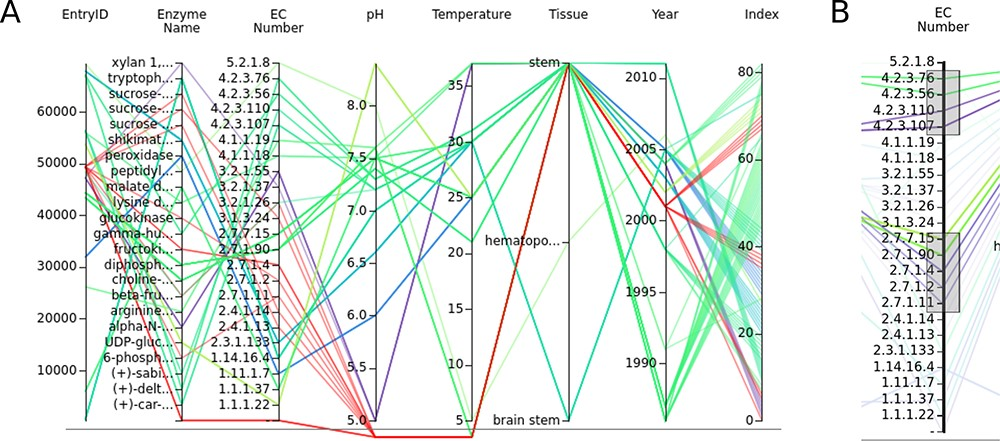 A
EntryID
Enzyme
Name
EC
Number
pH
Temperature
Tissue
Year
Index
60000
50000
40000
30000
20000
10000
xylan 1,...
tryptoph...
sucrose-...
sucrose-...
sucrose-...
shikimat...
peroxidase
peptidyl...
malate d...
lysine d...
glucokinase
gamma-hu...
fructoki...
diphosph...
choline-...
beta-fru...
arginine...
alpha-N-...
UDP-gluc...
6-phosph...
(+)-sabi...
(+)-delt...
(+)-car-...
5.2.1.8
4.2.3.76
4.2.3.56
4.2.3.110
4.2.3.107
4.1.1.19
4.1.1.18
3.2.1.55
3.2.1.37
3.2.1.26
3.1.3.24
2.7.7.15
2.7.1.90
2.7.1.4
2.7.1.2
2.7.1.11
2.4.1.14
2.4.1.13
2.3.1.133
1.14.16.4
1.11.1.7
1.1.1.37
1.1.1.22
8.0
7.5
7.0
6.5
6.0
5.5
5.0
35
30
25
20
15
10
5
stem
hematopo...
brain stem
2010
2005
2000
1995
1990
80
60
40
20
0
B
EC
Number
5.2.1.8
4.2.3.76
4.2.3.56
4.2.3.110
4.2.3.107
4.1.1.19
4.1.1.18
3.2.1.55
3.2.1.37
3.2.1.26
3.1.3.24
2.7.7.15
2.7.1.90
2.7.1.4
2.7.1.2
2.7.1.11
2.4.1.14
2.4.1.13
2.3.1.133
1.14.16.4
1.11.1.7
1.1.1.37
1.1.1.22
-
h